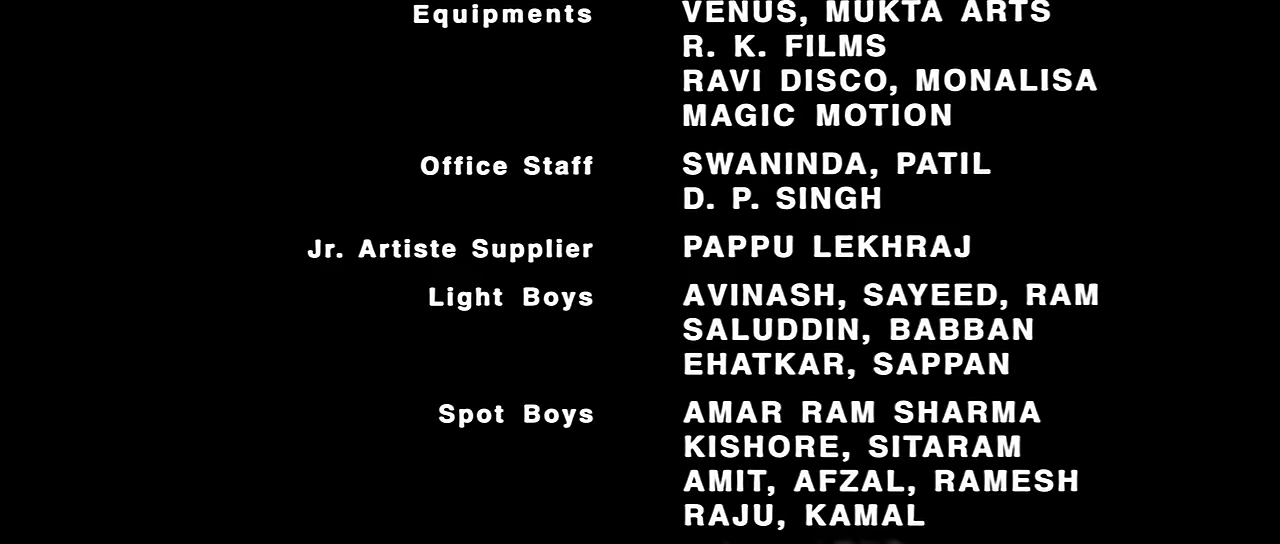 Equipments VENUS, MUKTA ARTS
R. K. FILMS
RAVI DISCO, MONALISA
MAGIC MOTION
Office Staff SWANINDA, PATIL
D. P. SINGH
Jr. Artiste Supplier PAPPU LEKHRAJ
Light Boys AVINASH, SAYEED, RAM
SALUDDIN, BABBAN
EHATKAR, SAPPAN
Spot Boys AMAR RAM SHARMA
KISHORE, SITARAM
AMIT, AFZAL, RAMESH
RAJU, KAMAL